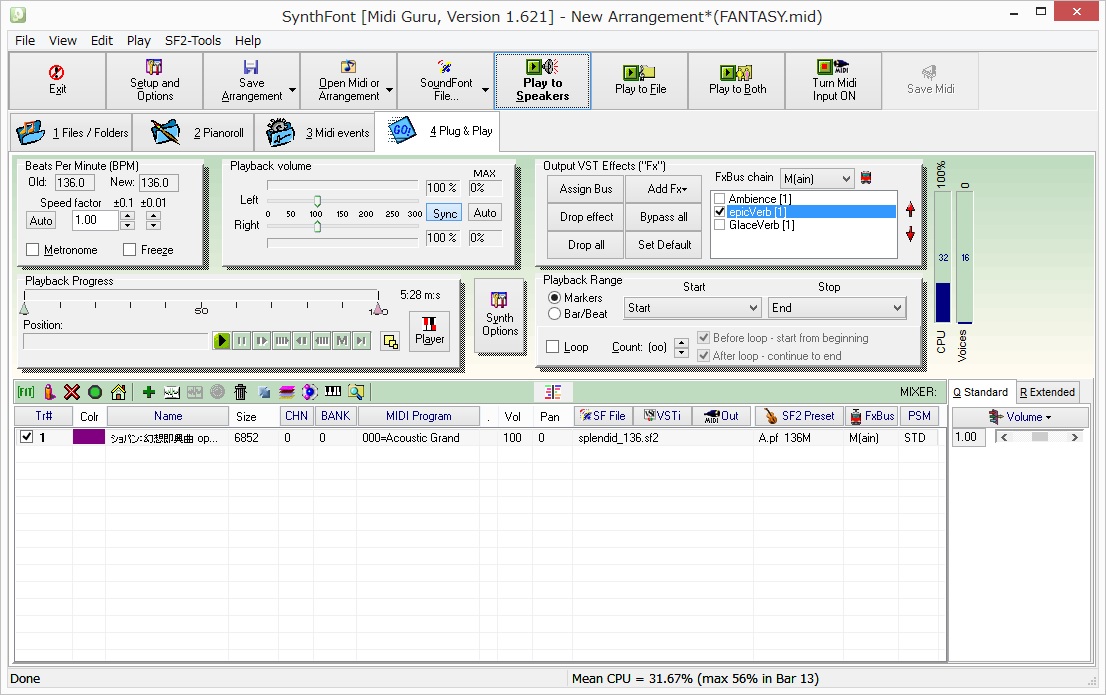 SynthFont [Midi Guru, Version 1.621] - New Arrangement*(FANTASY.mid)
File View Edit Play SF2-Tools Help
Exit
Setup and Options
Save Arrangement
Open Midi or Arrangement
SoundFont File...
Play to Speakers
Play to File
Play to Both
Turn Midi Input ON
Save Midi
1 Files / Folders
2 Pianoroll
3 Midi events
GO!
4 Plug & Play
Beats Per Minute (BPM)
Old: 136.0 New: 136.0
Speed factor ±0.1 ±0.01
Auto 1.00
Metronome Freeze
Playback volume
MAX
100 % 0%
Left
0 50 100 150 200 250 300 Sync Auto
Right
100 % 0%
Output VST Effects ("Fx")
Assign Bus Add Fx
Drop effect Bypass all
Drop all Set Default
FxBus chain M(ain)
Ambience [1]
epicVerb [1]
GlaceVerb [1]
100% 0
32 16
CPU Voices
Playback Progress
50 100
5:28 m:s
Position:
M
Player
Synth Options
Playback Range
Start Stop
Markers
Bar/Beat
Start End
Loop Count: (oo)
Before loop - start from beginning
After loop - continue to end
FIT
MIXER:
Q Standard R Extended
Tr# Colr Name Size CHN BANK MIDI Program . Vol Pan SF File VSTi Out SF2 Preset FxBus PSM
MIDI
Volume
1 ショパン:幻想即興曲 op... 6852 0 0 000=Acoustic Grand 100 0 splendid_136.sf2 A.pf 136M M(ain) STD
1.00
Done
Mean CPU = 31.67% (max 56% in Bar 13)